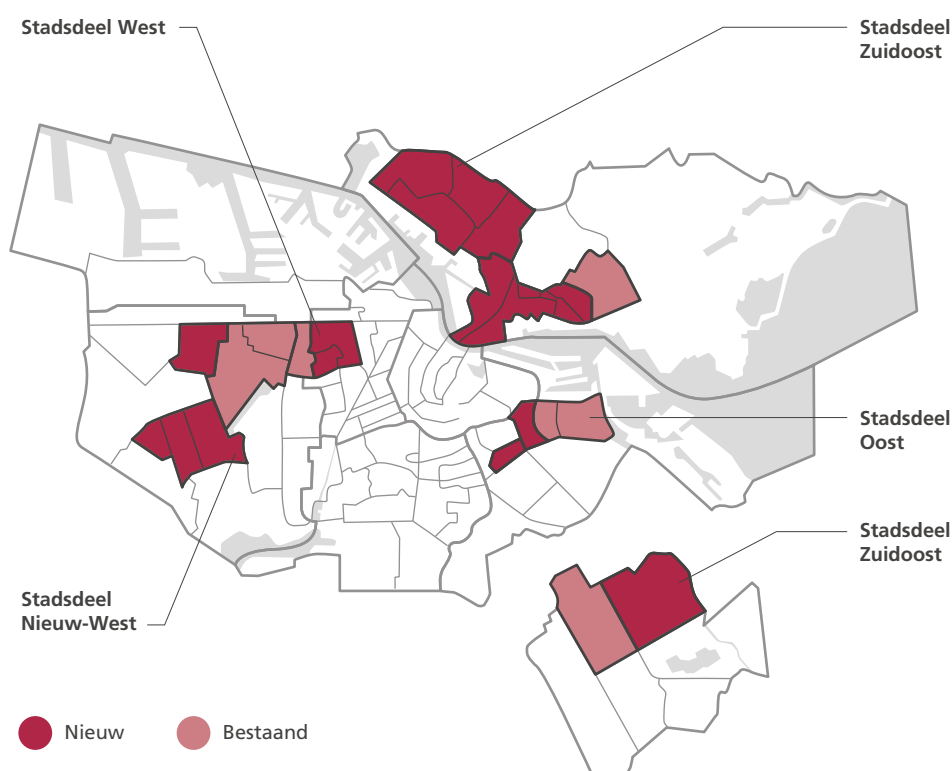 Stadsdeel West
Stadsdeel
Zuidoost
Stadsdeel
Oost
Stadsdeel
Zuidoost
Stadsdeel
Nieuw-West
Nieuw
Bestaand